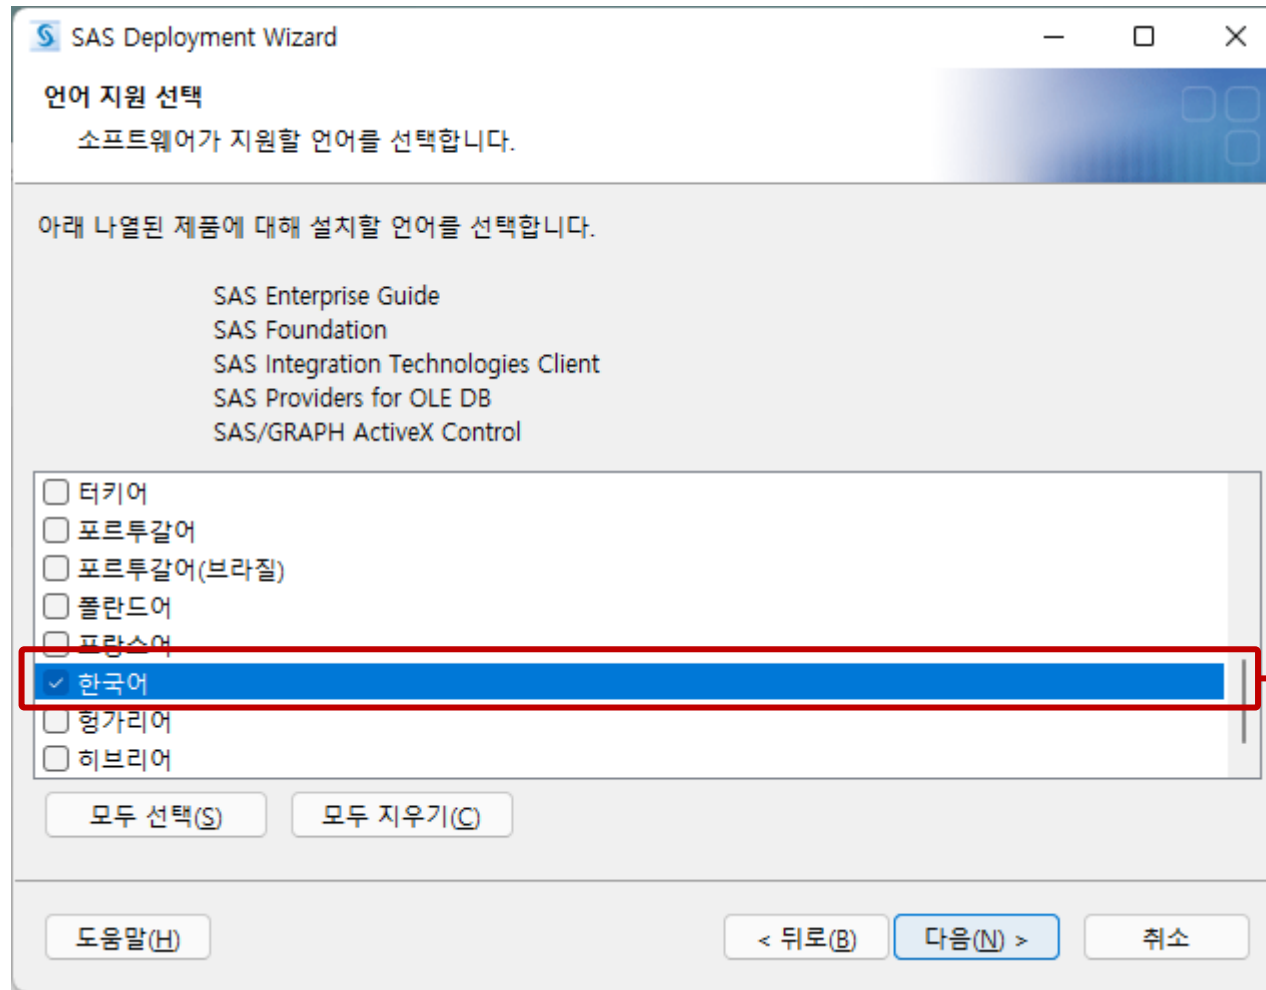 SAS Deployment Wizard
언어 지원 선택
소프트웨어가 지원할 언어를 선택합니다.
아래 나열된 제품에 대해 설치할 언어를 선택합니다.
SAS Enterprise Guide
SAS Foundation
SAS Integration Technologies Client
SAS Providers for OLE DB
SAS/GRAPH ActiveX Control
터키어
포르투갈어
포르투갈어(브라질)
폴란드어
프랑스어
한국어
헝가리어
히브리어
모두 선택(S) 모두 지우기(C)
도움말(H) < 뒤로(B) 다음(N) > 취소